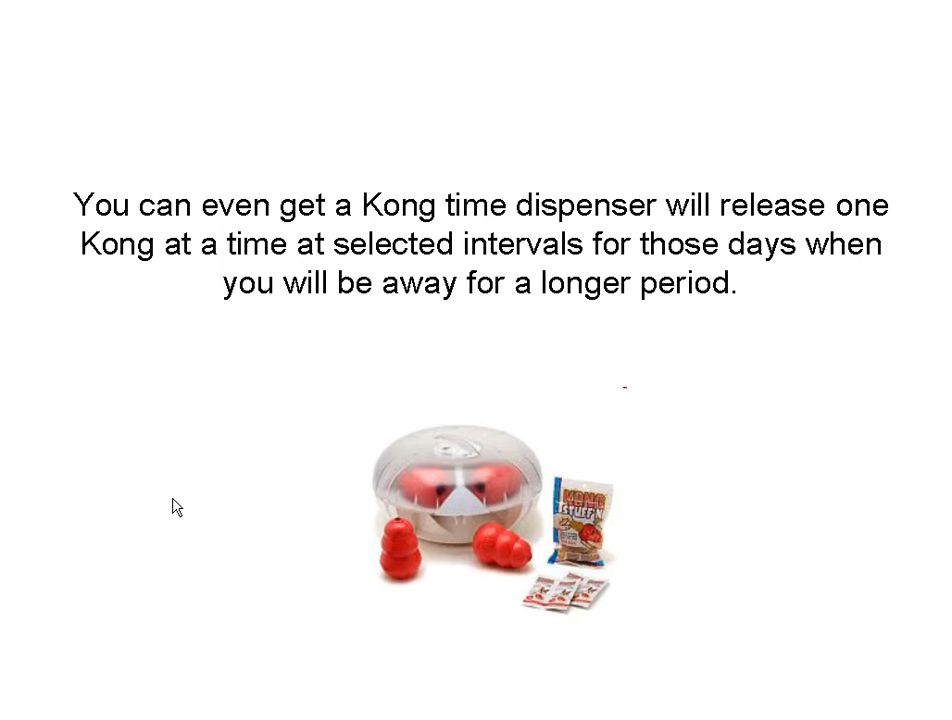 You can even get a Kong time dispenser will release one
Kong at a time at selected intervals for those days when
you will be away for a longer period.
KONG
STUFF'N